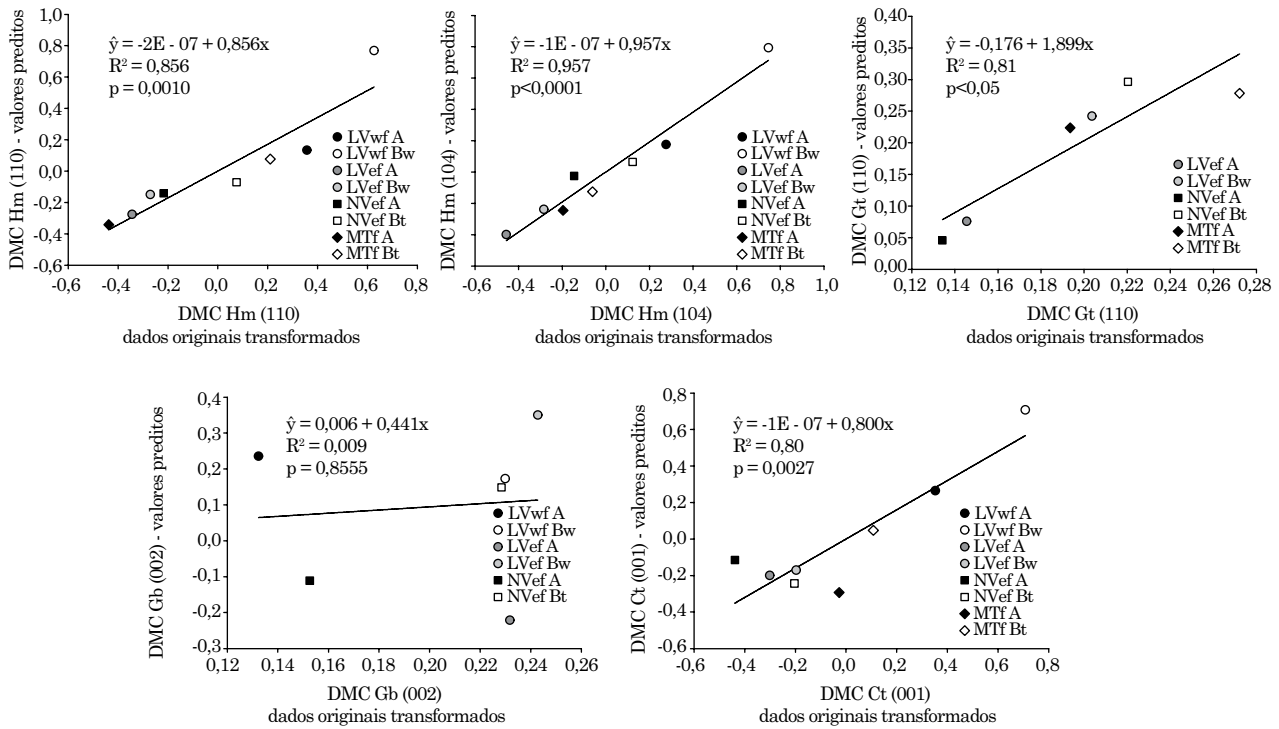 DMC Hm (110) - valores preditos
1,0
0,8
0,6
0,4
0,2
0,0
-0,2
-0,4
-0,6
ŷ = -2E - 07 + 0,856x
R² = 0,856
p = 0,0010
LVwf A
LVwf Bw
LVef A
LVef Bw
NVef A
NVef Bt
MTf A
MTf Bt
-0,6 -0,4 -0,2 0,0 0,2 0,4 0,6 0,8
DMC Hm (110)
dados originais transformados
DMC Hm (104) - valores preditos
ŷ = -1E - 07 + 0,957x
R² = 0,957
p<0,0001
LVwf A
LVwf Bw
LVef A
LVef Bw
NVef A
NVef Bt
MTf A
MTf Bt
-0,6 -0,4 -0,2 0,0 0,2 0,4 0,6 0,8 1,0
DMC Hm (104)
dados originais transformados
DMC Gt (110) - valores preditos
0,40
0,35
0,30
0,25
0,20
0,15
0,10
0,05
0,00
ŷ = -0,176 + 1,899x
R² = 0,81
p<0,05
LVef A
LVef Bw
NVef A
NVef Bt
MTf A
MTf Bt
0,12 0,14 0,16 0,18 0,20 0,22 0,24 0,26 0,28
DMC Gt (110)
dados originais transformados
DMC Gb (002) - valores preditos
0,4
0,3
0,2
0,1
0,0
-0,1
-0,2
-0,3
ŷ = 0,006 + 0,441x
R² = 0,009
p = 0,8555
LVwf A
LVwf Bw
LVef A
LVef Bw
NVef A
NVef Bt
0,12 0,14 0,16 0,18 0,20 0,22 0,24 0,26
DMC Gb (002)
dados originais transformados
DMC Ct (001) - valores preditos
0,8
0,6
0,4
0,2
0,0
-0,2
-0,4
-0,6
ŷ = -1E - 07 + 0,800x
R² = 0,80
p = 0,0027
LVwf A
LVwf Bw
LVef A
LVef Bw
NVef A
NVef Bt
MTf A
MTf Bt
-0,6 -0,4 -0,2 0,0 0,2 0,4 0,6 0,8
DMC Ct (001)
dados originais transformados